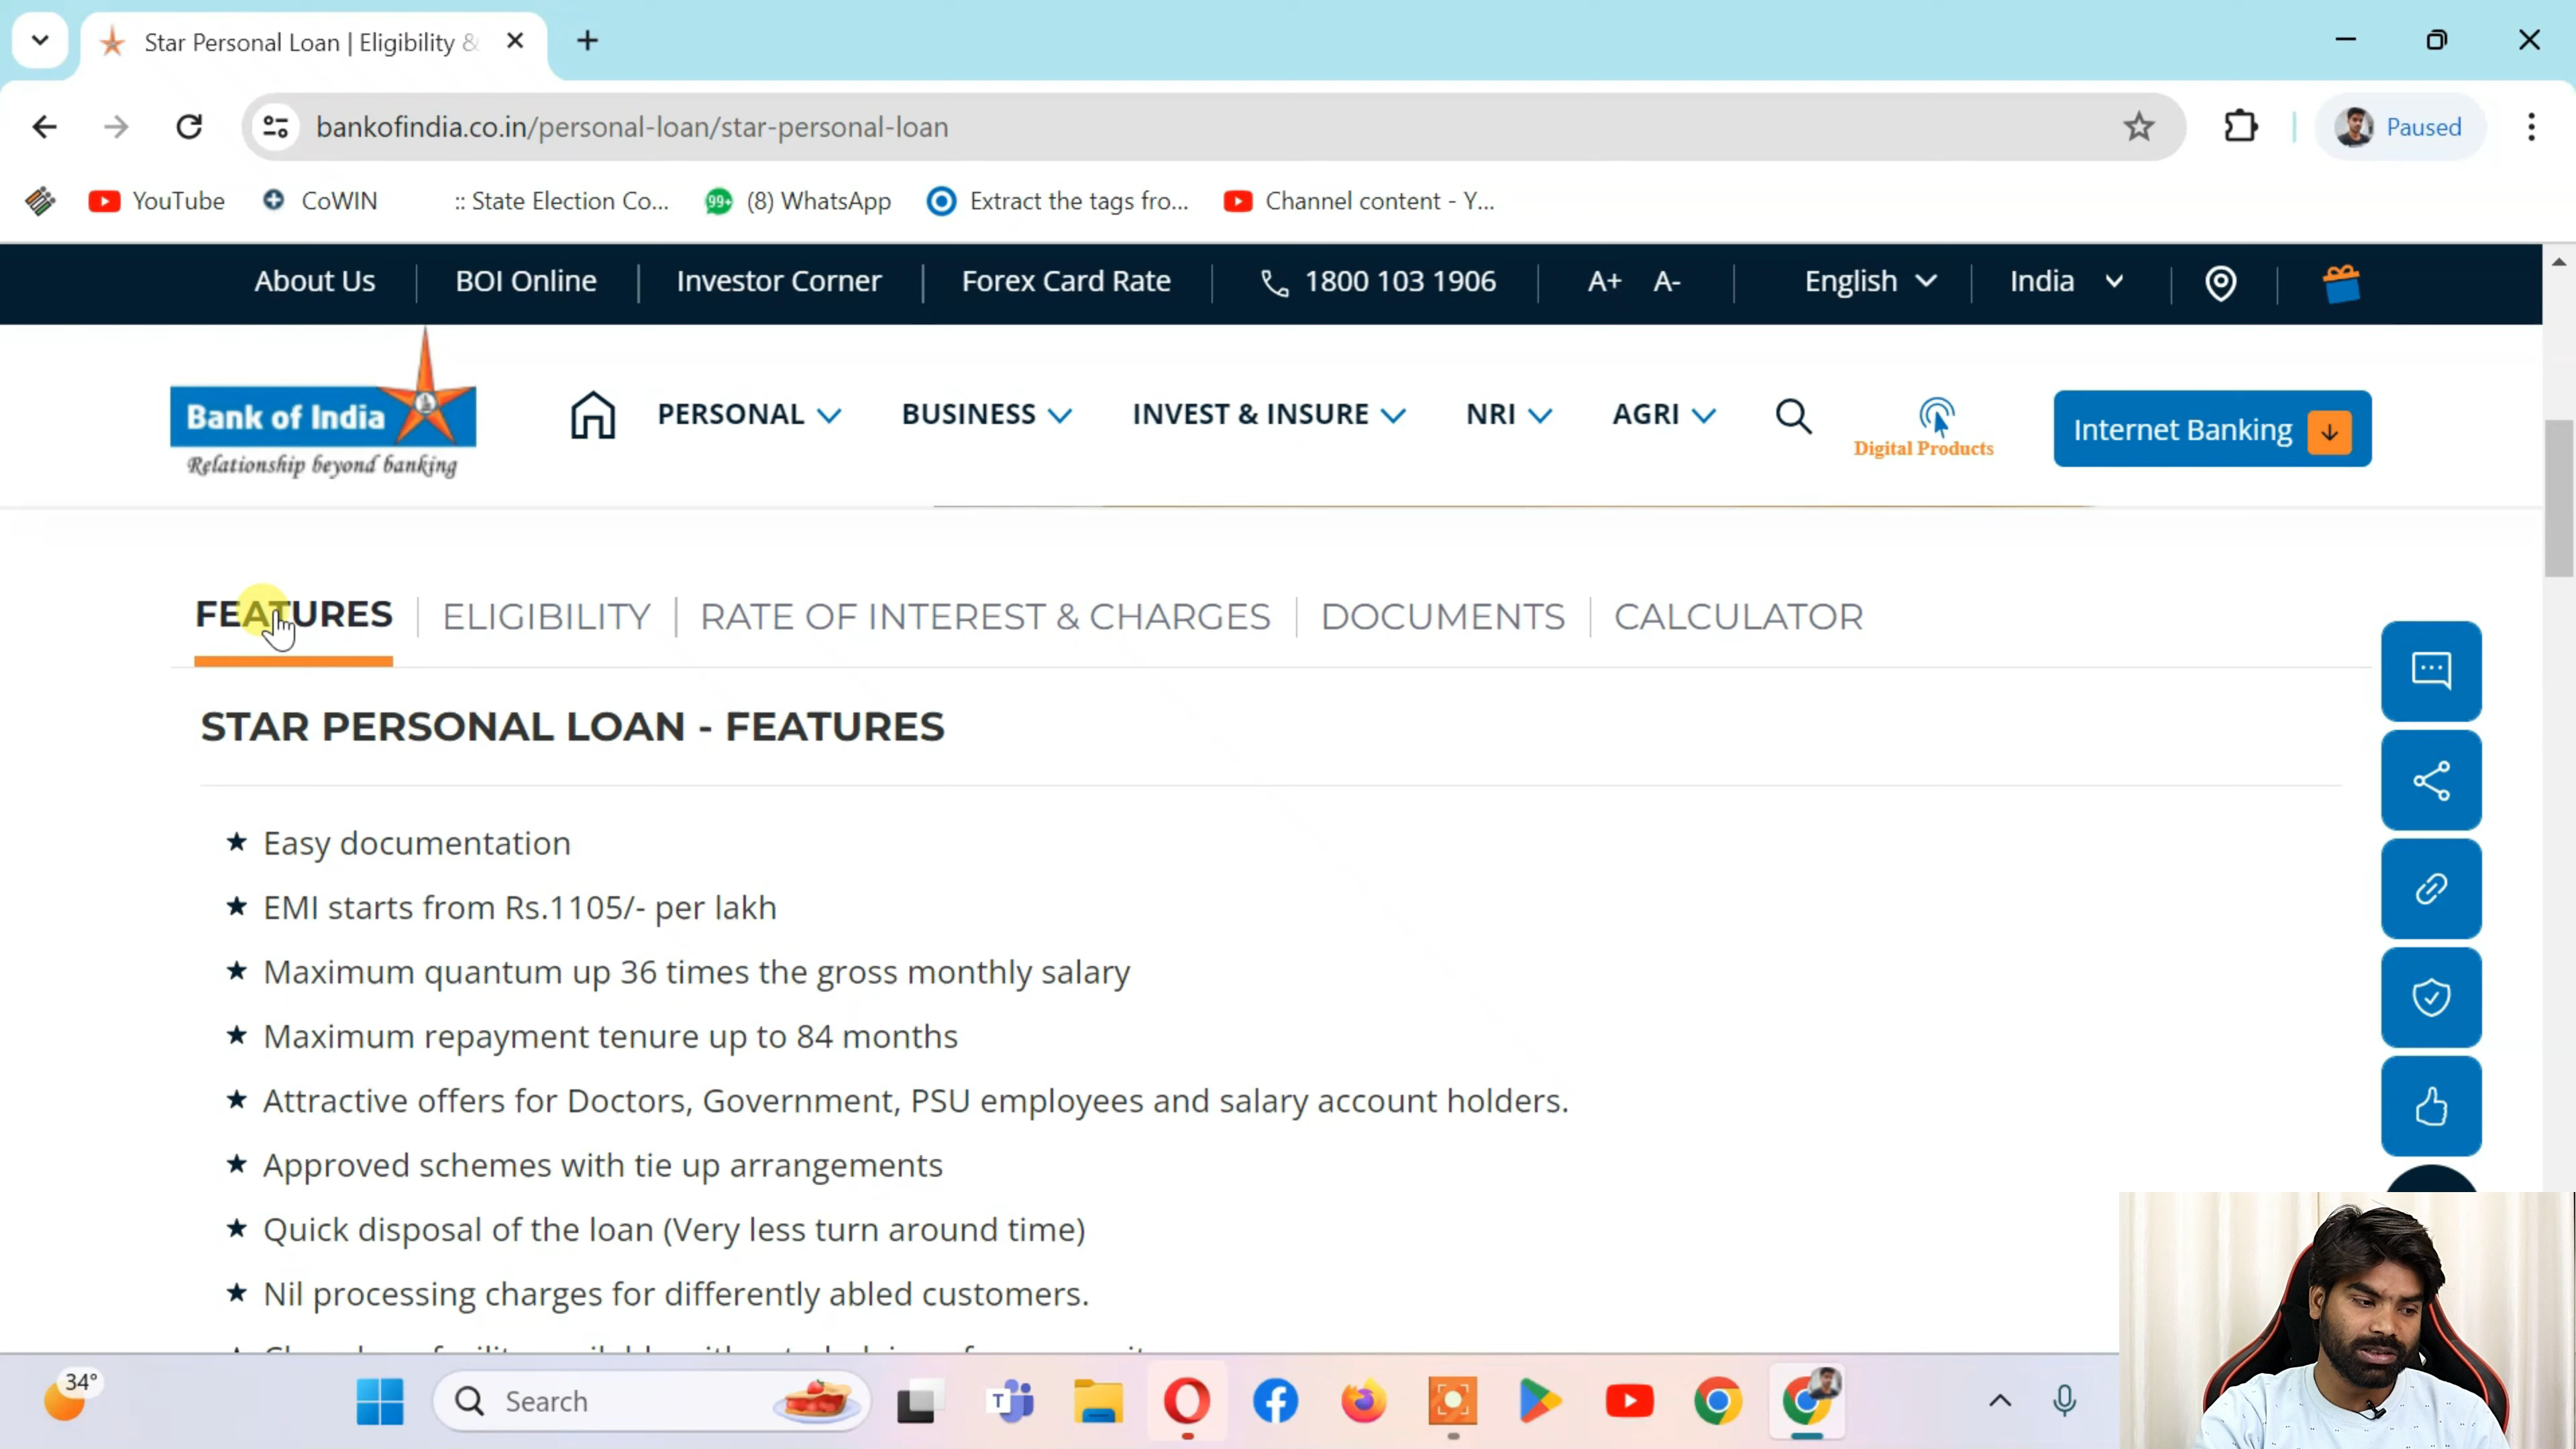 Star Personal Loan | Eligibility &
bankofindia.co.in/personal-loan/star-personal-loan
Paused
YouTube
CoWIN
:: State Election Co...
99+
(8) WhatsApp
Extract the tags fro...
Channel content - Y...
About Us
BOI Online
Investor Corner
Forex Card Rate
1800 103 1906
A+ A-
English
India
Bank of India
Relationship beyond banking
PERSONAL
BUSINESS
INVEST & INSURE
NRI
AGRI
Digital Products
Internet Banking
FEATURES
ELIGIBILITY
RATE OF INTEREST & CHARGES
DOCUMENTS
CALCULATOR
STAR PERSONAL LOAN - FEATURES
Easy documentation
EMI starts from Rs.1105/- per lakh
Maximum quantum up 36 times the gross monthly salary
Maximum repayment tenure up to 84 months
Attractive offers for Doctors, Government, PSU employees and salary account holders.
Approved schemes with tie up arrangements
Quick disposal of the loan (Very less turn around time)
Nil processing charges for differently abled customers.
34°
Search
T